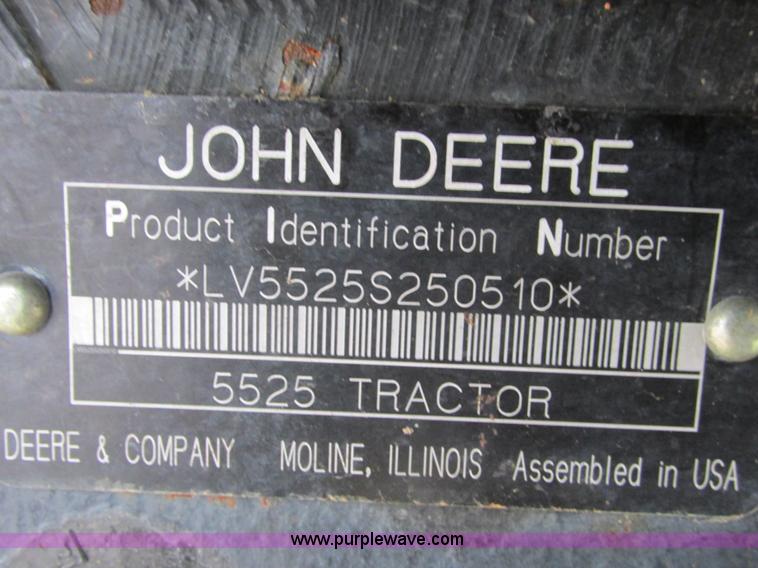 JOHN DEERE
Product Identification Number
*LV5525S250510*
5525 TRACTOR
DEERE & COMPANY MOLINE, ILLINOIS Assembled in USA
www.purplewave.com